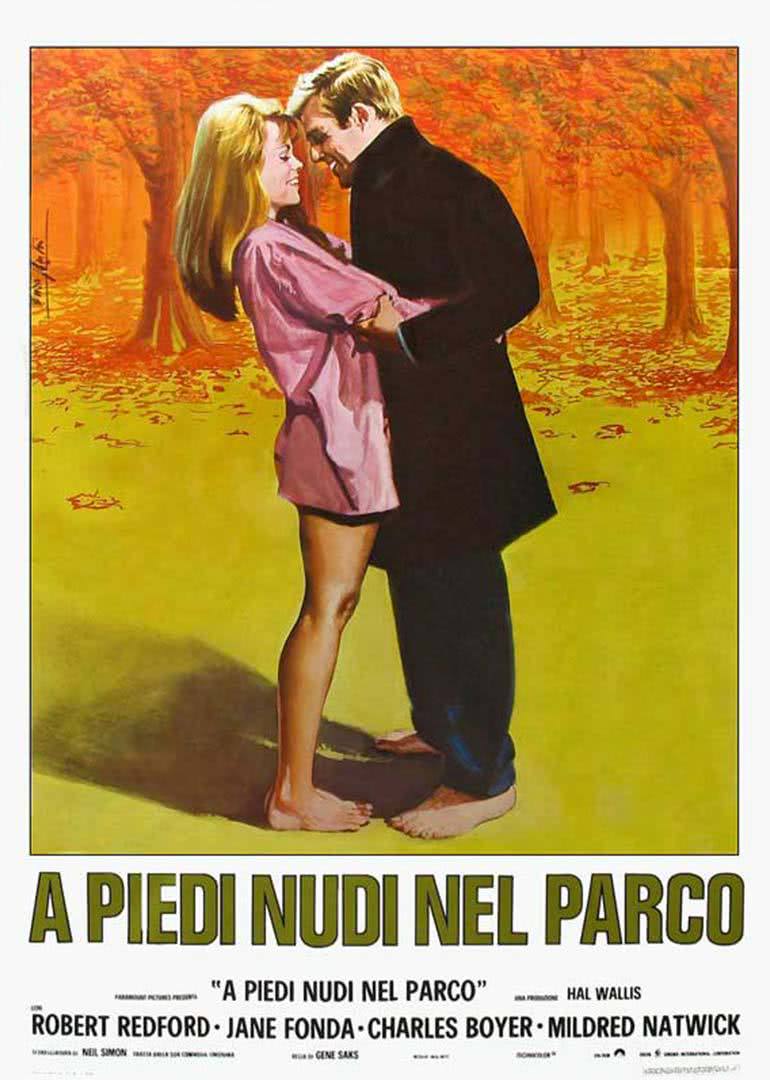 A PIEDI NUDI NEL PARCO
PARAMOUNT PICTURES PRESENTA "A PIEDI NUDI NEL PARCO" UNA PRODUZIONE HAL WALLIS
CON
ROBERT REDFORD · JANE FONDA · CHARLES BOYER · MILDRED NATWICK
NEIL SIMON REGIA DI GENE SAKS TECHNICOLOR